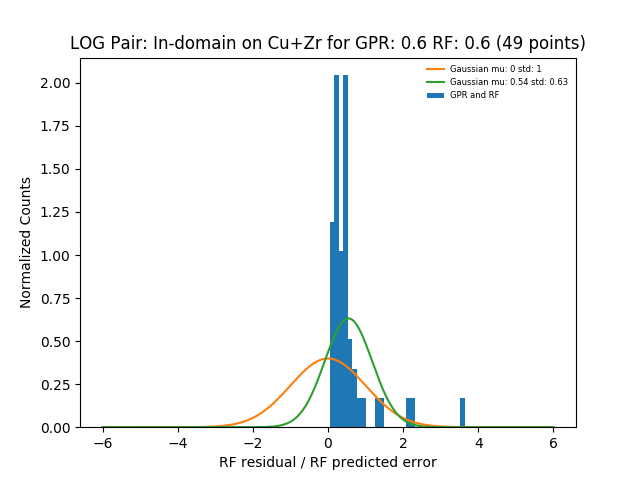 LOG Pair: In-domain on Cu+Zr for GPR: 0.6 RF: 0.6 (49 points)
Gaussian mu: 0 std: 1
Gaussian mu: 0.54 std: 0.63
GPR and RF
2.00
1.75
1.50
1.25
1.00
0.75
0.50
0.25
0.00
Normalized Counts
−6 −4 −2 0 2 4 6
RF residual / RF predicted error